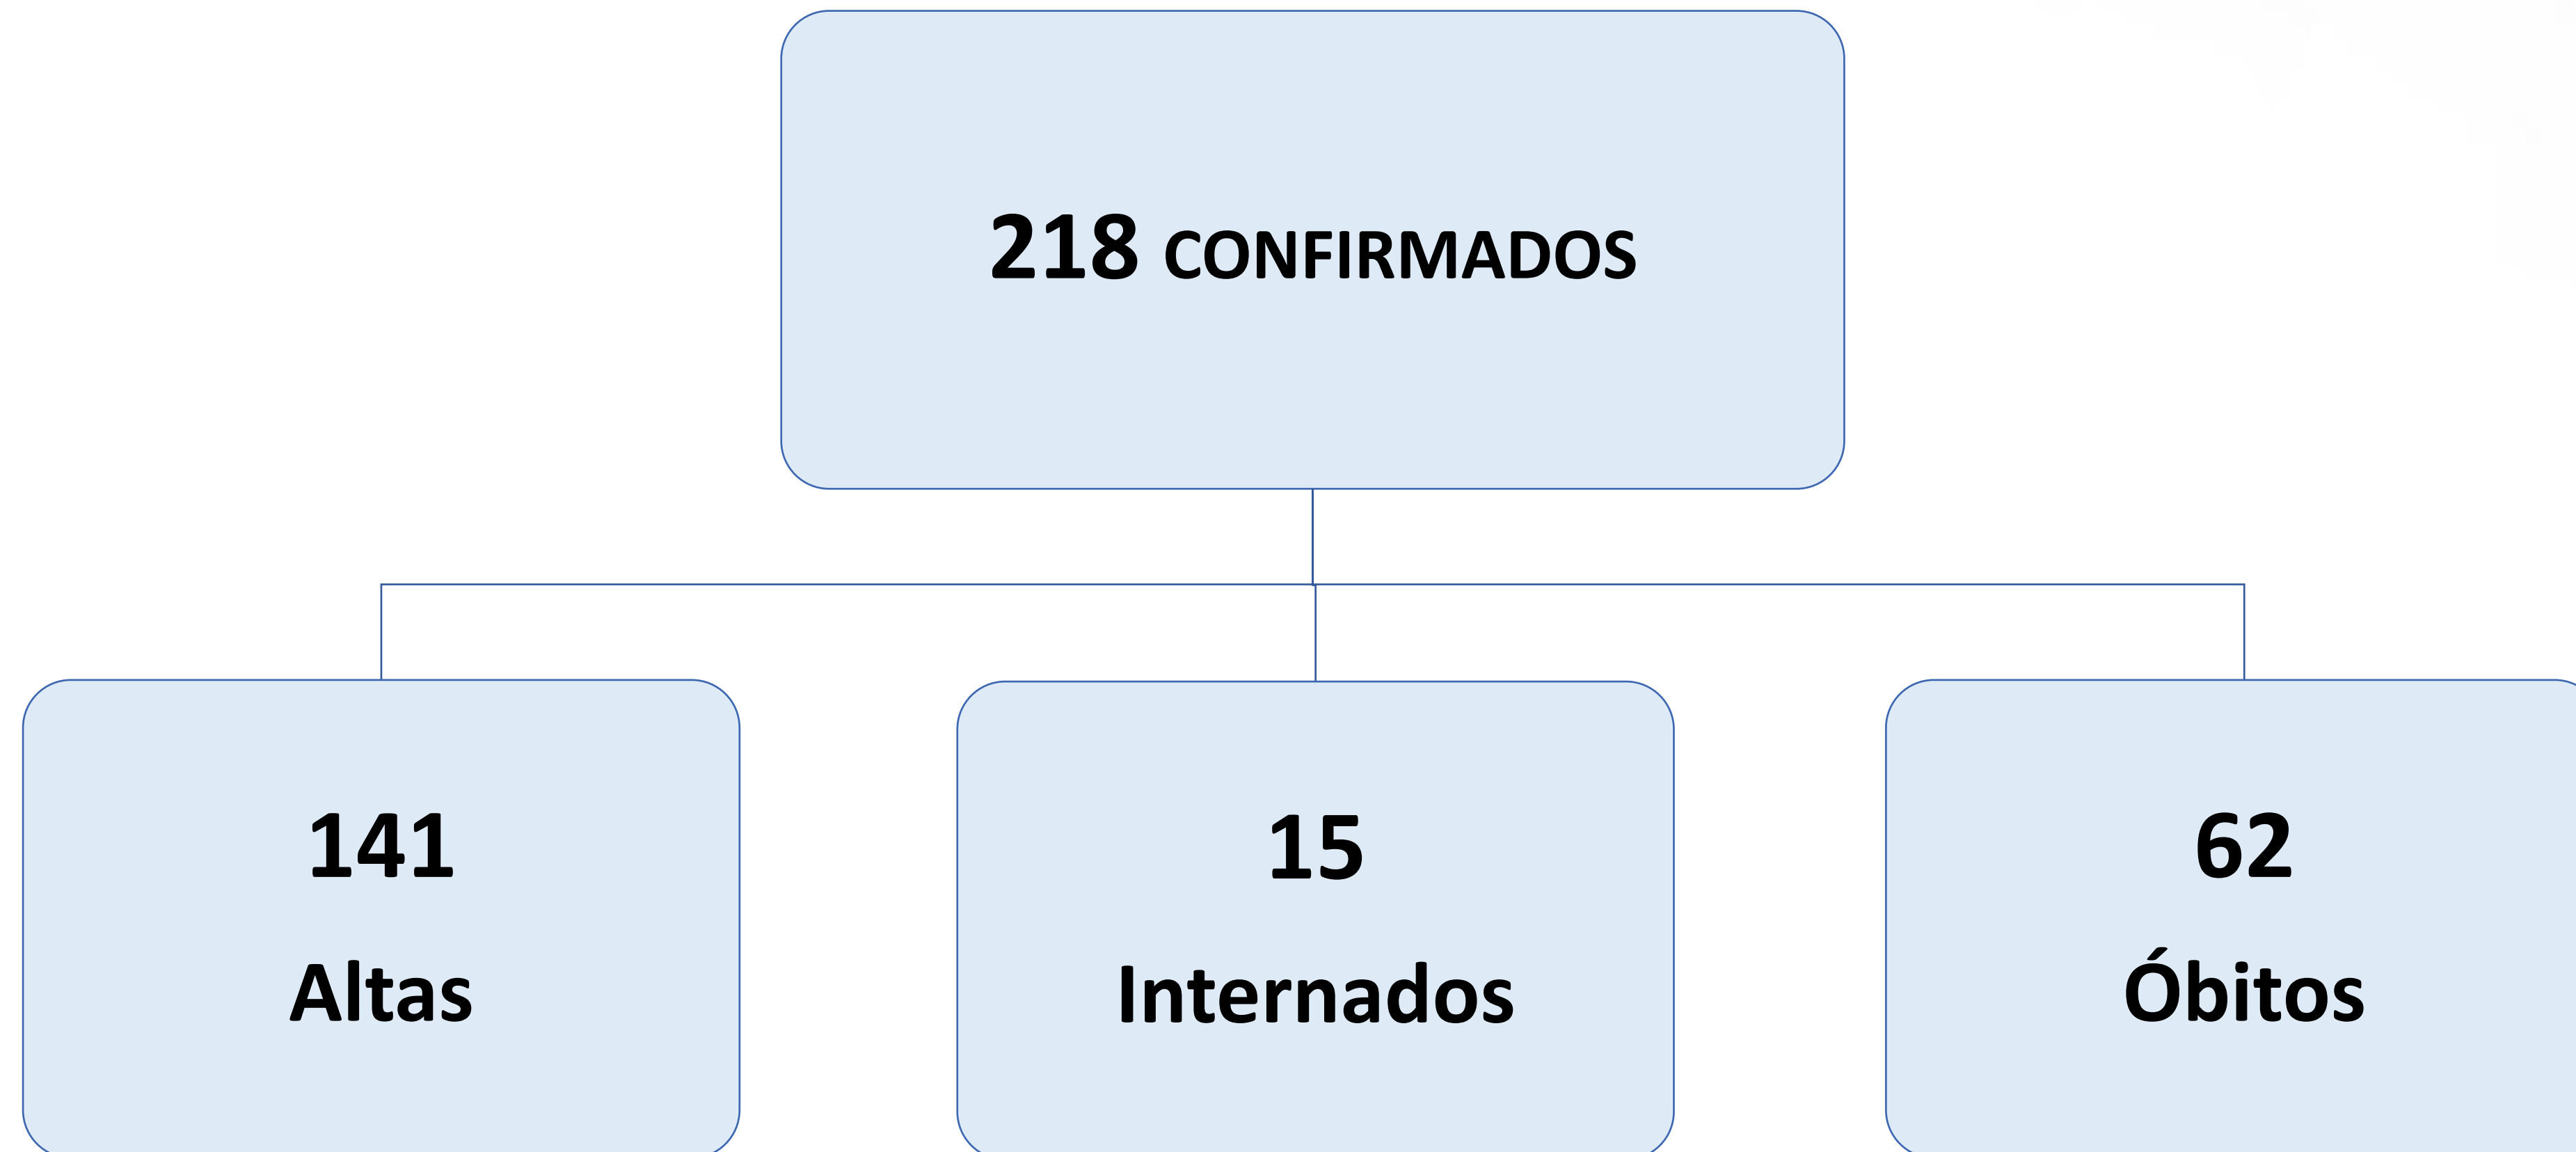 218 CONFIRMADOS
141
Altas
15
Internados
62
Óbitos